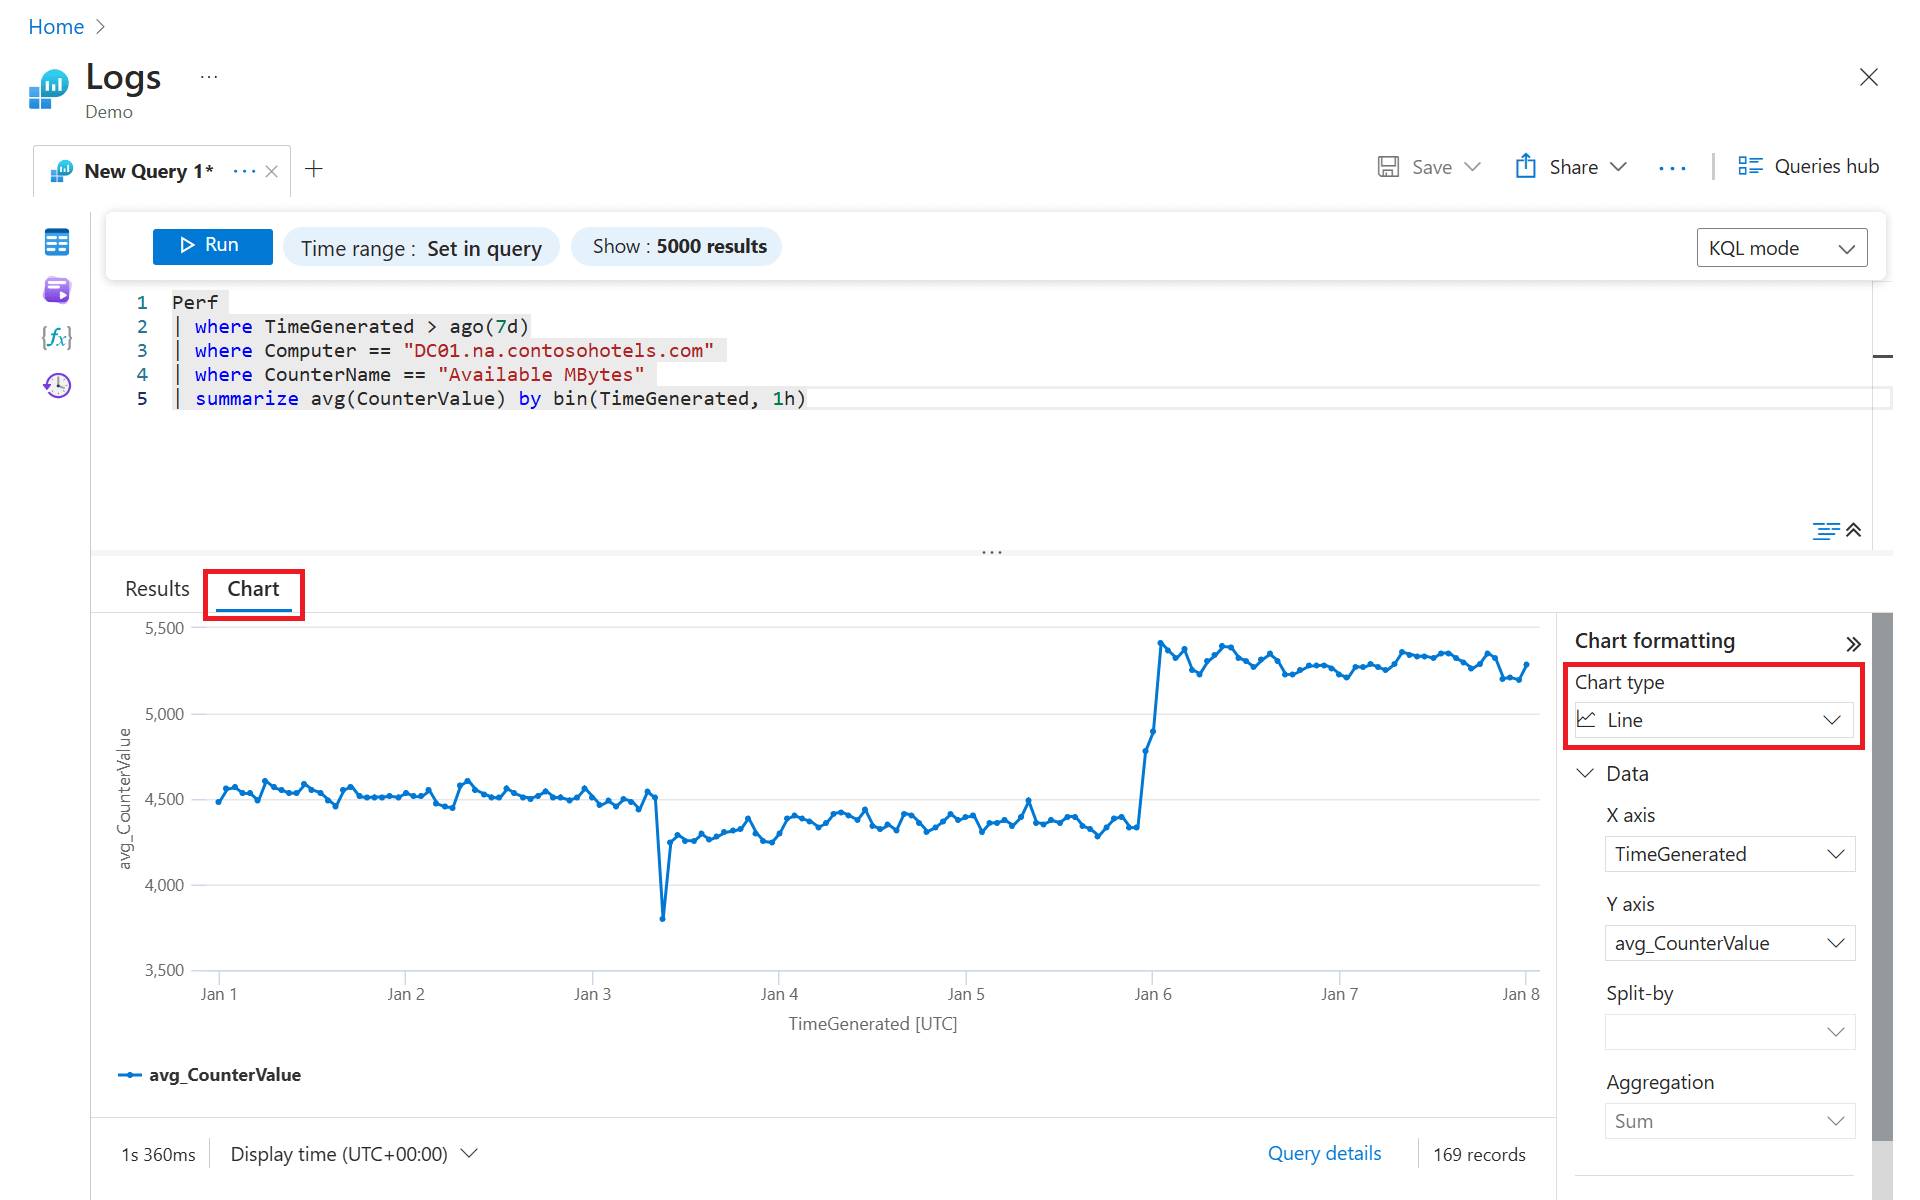 Home
Logs ...
Demo
New Query 1* ...
Save
Share
...
Queries hub
Run
Time range : Set in query
Show : 5000 results
KQL mode
1 Perf
2 | where TimeGenerated > ago(7d)
3 | where Computer == "DC01.na.contosohotels.com"
4 | where CounterName == "Available MBytes"
5 | summarize avg(CounterValue) by bin(TimeGenerated, 1h)
...
Results
Chart
5,500
5,000
4,500
4,000
3,500
avg_CounterValue
Jan 1 Jan 2 Jan 3 Jan 4 Jan 5 Jan 6 Jan 7 Jan 8
TimeGenerated [UTC]
avg_CounterValue
Chart formatting
Chart type
Line
Data
X axis
TimeGenerated
Y axis
avg_CounterValue
Split-by
Aggregation
Sum
1s 360ms
Display time (UTC+00:00)
Query details
169 records